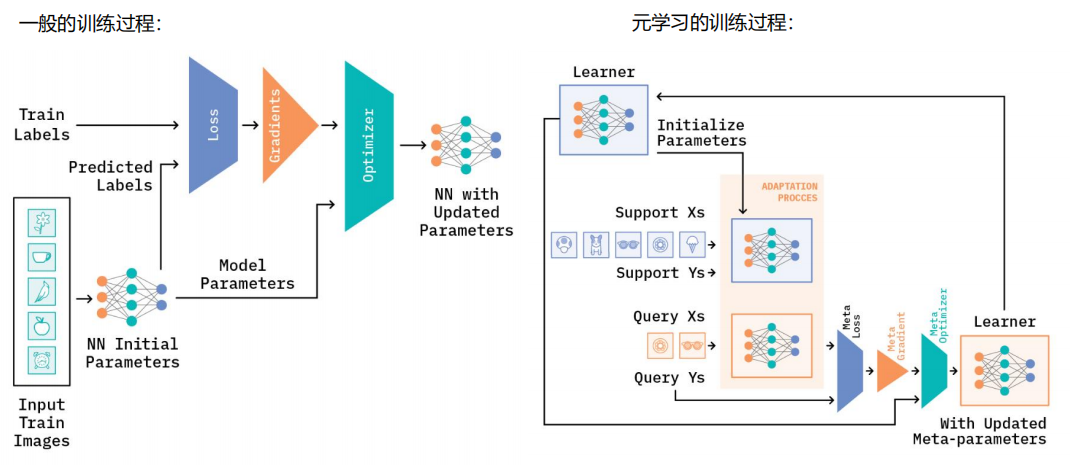 一般的训练过程:
Train
Labels
Loss
Gradients
Optimizer
Predicted
Labels
NN with
Updated
Parameters
Model
Parameters
NN Initial
Parameters
Input
Train
Images
元学习的训练过程:
Learner
Initialize
Parameters
ADAPTATION
PROCCES
Support Xs
Support Ys
Query Xs
Query Ys
Meta
Loss
Meta
Gradient
Meta
Optimizer
Learner
With Updated
Meta-parameters